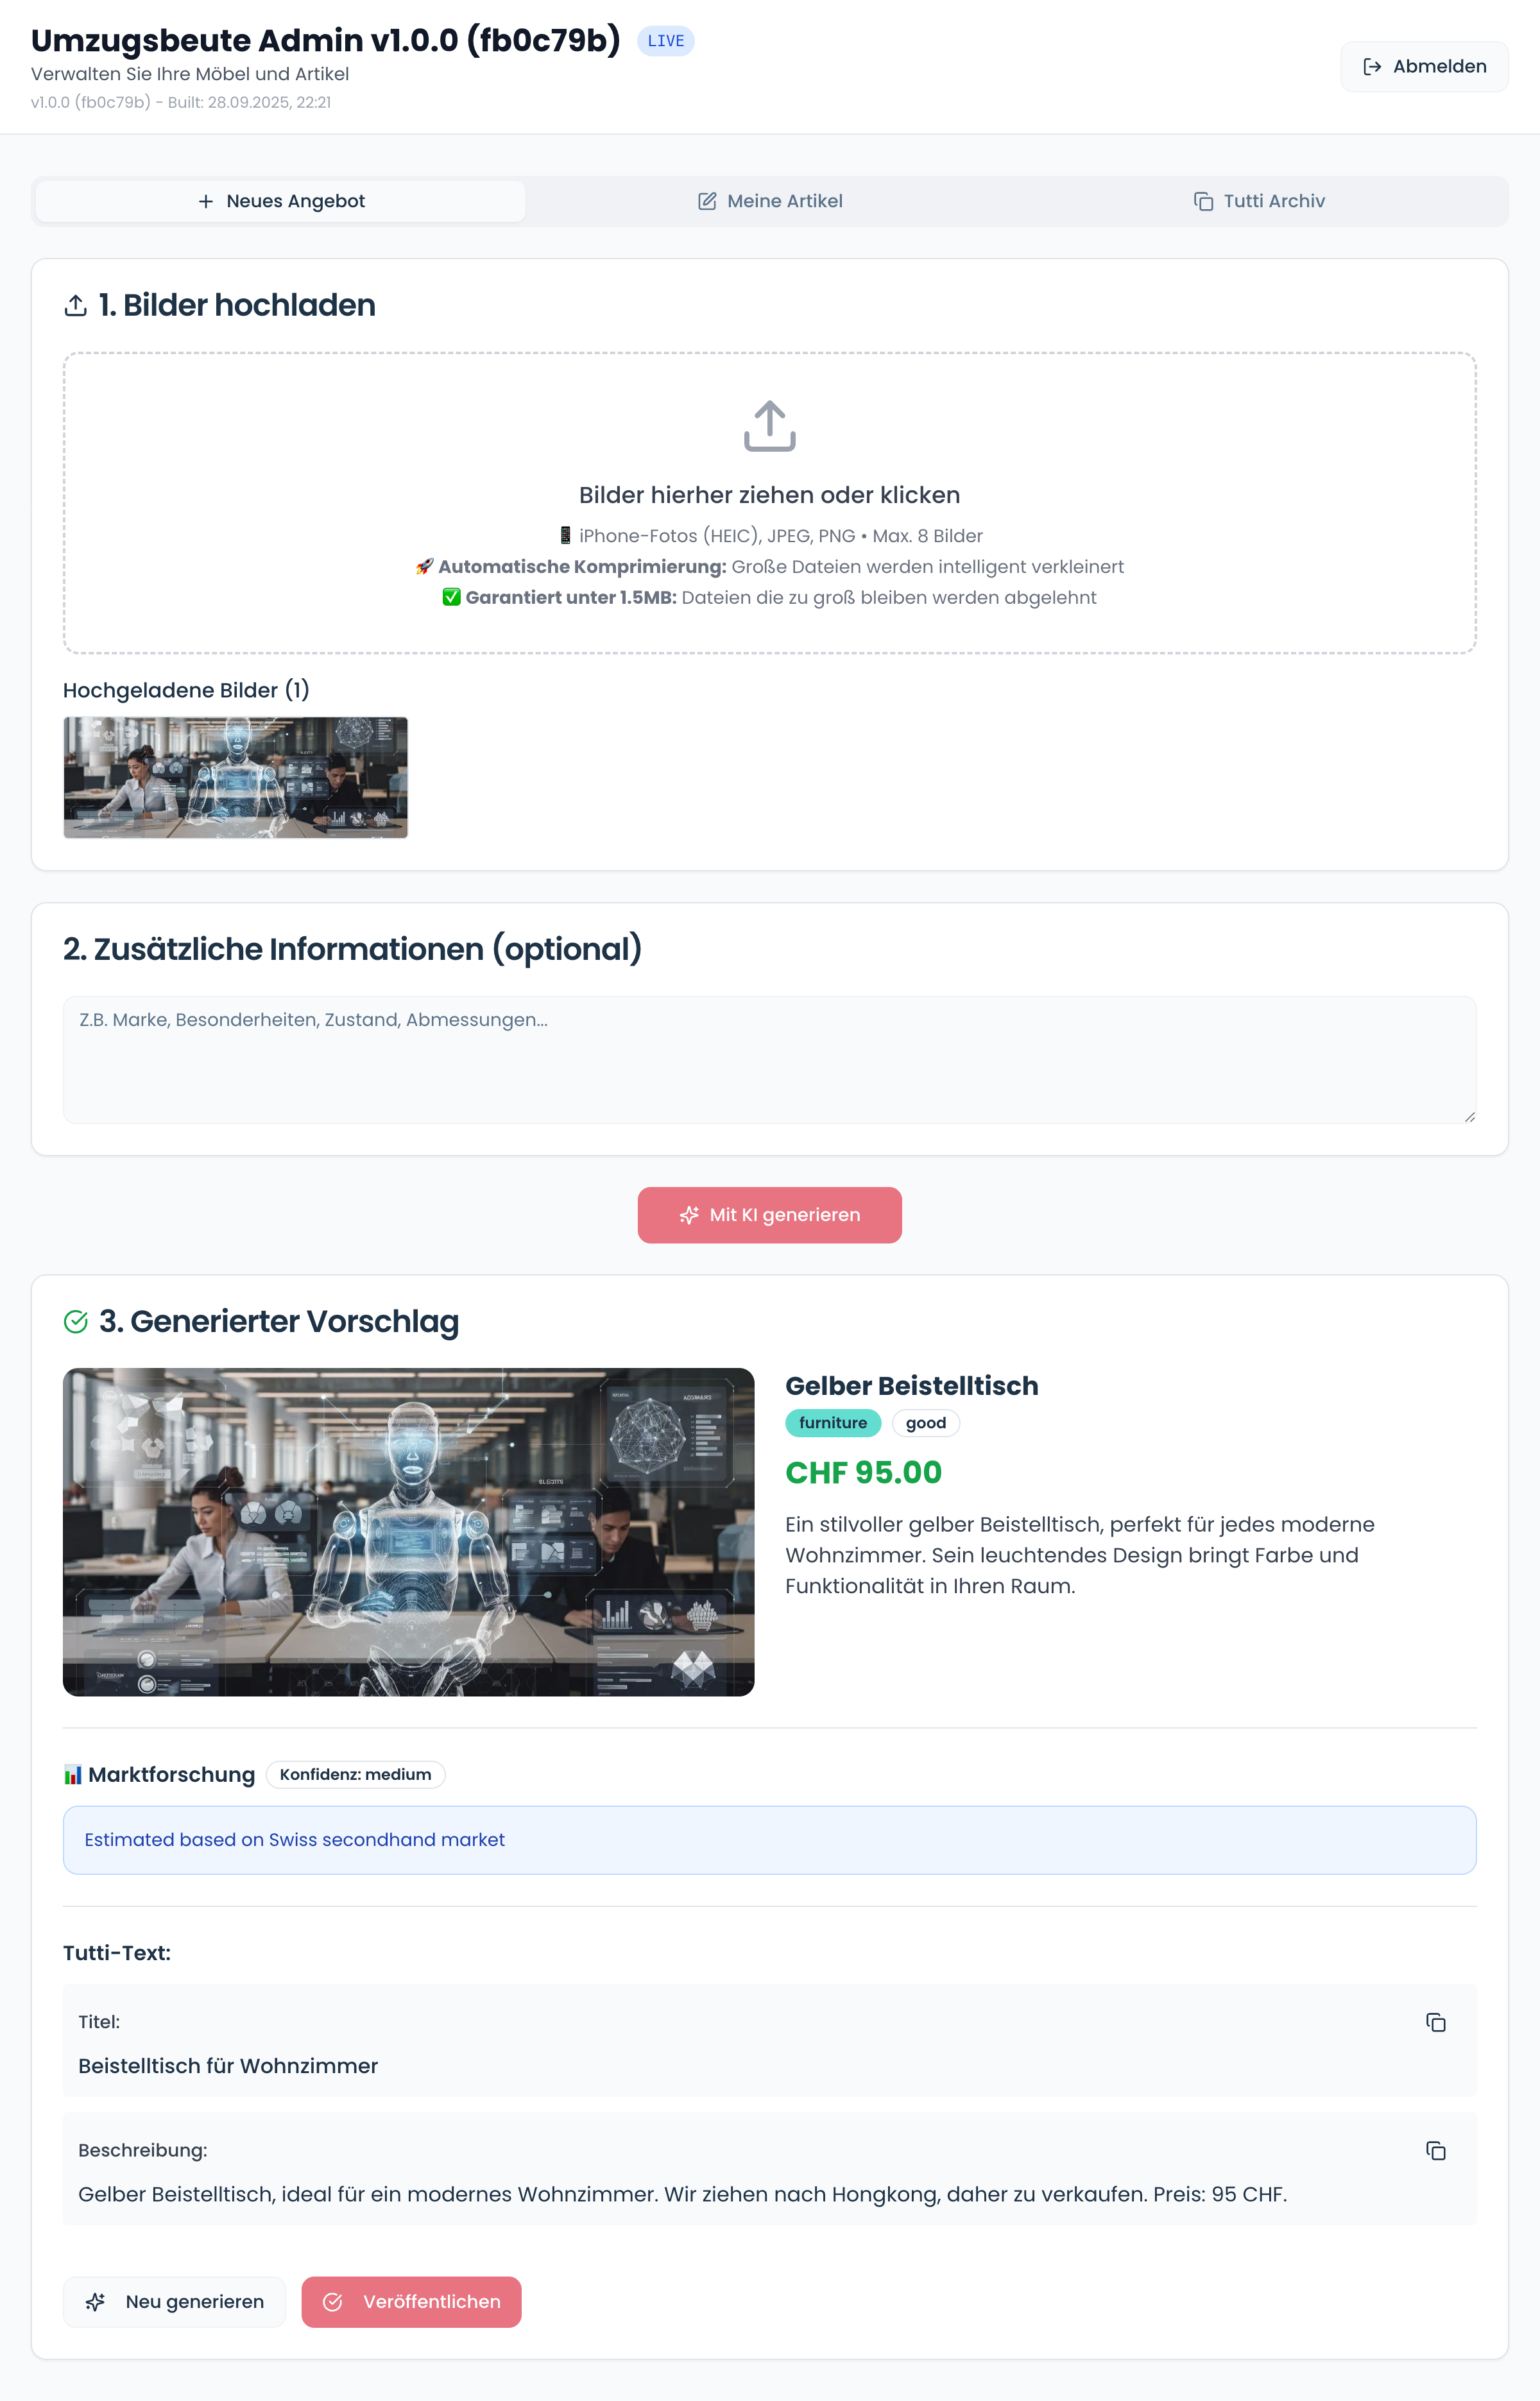 Umzugsbeute Admin v1.0.0 (fb0c79b)
LIVE
Verwalten Sie Ihre Möbel und Artikel
v1.0.0 (fb0c79b) - Built: 28.09.2025, 22:21
Abmelden
Neues Angebot
Meine Artikel
Tutti Archiv
1. Bilder hochladen
Bilder hierher ziehen oder klicken
📱 iPhone-Fotos (HEIC), JPEG, PNG • Max. 8 Bilder
🚀 Automatische Komprimierung: Große Dateien werden intelligent verkleinert
✅ Garantiert unter 1.5MB: Dateien die zu groß bleiben werden abgelehnt
Hochgeladene Bilder (1)
2. Zusätzliche Informationen (optional)
Z.B. Marke, Besonderheiten, Zustand, Abmessungen...
Mit KI generieren
3. Generierter Vorschlag
Gelber Beistelltisch
furniture
good
CHF 95.00
Ein stilvoller gelber Beistelltisch, perfekt für jedes moderne
Wohnzimmer. Sein leuchtendes Design bringt Farbe und
Funktionalität in Ihren Raum.
📊 Marktforschung
Konfidenz: medium
Estimated based on Swiss secondhand market
Tutti-Text:
Titel:
Beistelltisch für Wohnzimmer
Beschreibung:
Gelber Beistelltisch, ideal für ein modernes Wohnzimmer. Wir ziehen nach Hongkong, daher zu verkaufen. Preis: 95 CHF.
Neu generieren
Veröffentlichen